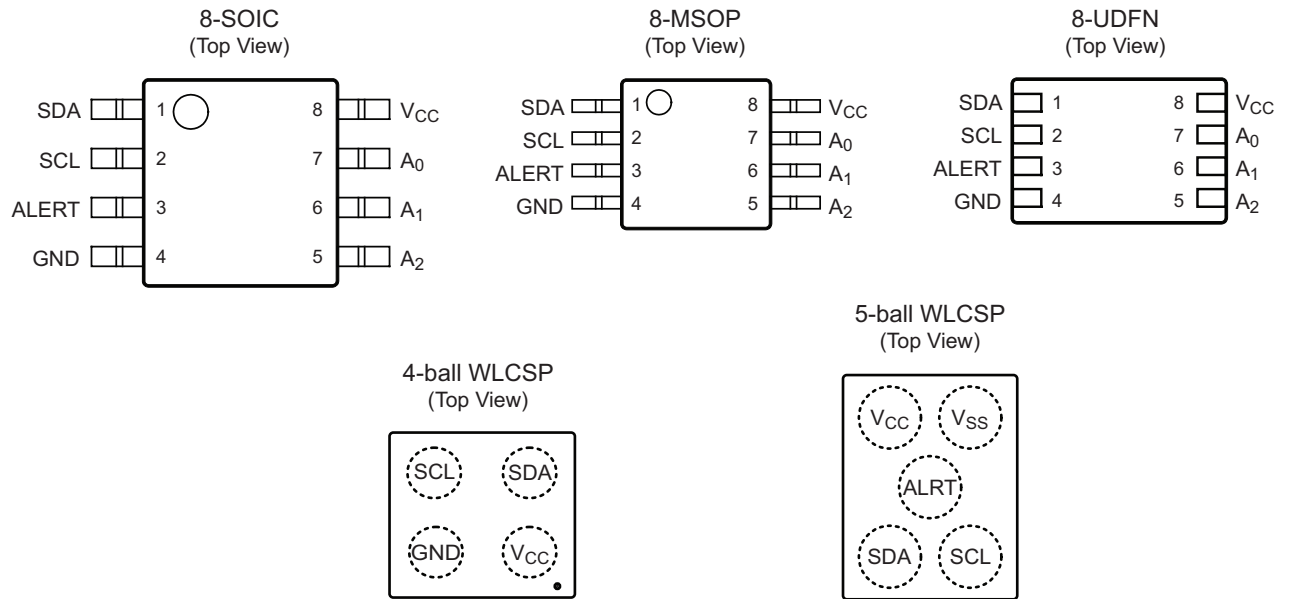 8-SOIC
(Top View)
SDA 1 8 VCC
SCL 2 7 A0
ALERT 3 6 A1
GND 4 5 A2
8-MSOP
(Top View)
SDA 1 8 VCC
SCL 2 7 A0
ALERT 3 6 A1
GND 4 5 A2
8-UDFN
(Top View)
SDA 1 8 VCC
SCL 2 7 A0
ALERT 3 6 A1
GND 4 5 A2
4-ball WLCSP
(Top View)
SCL SDA
GND VCC
5-ball WLCSP
(Top View)
VCC VSS
ALRT
SDA SCL